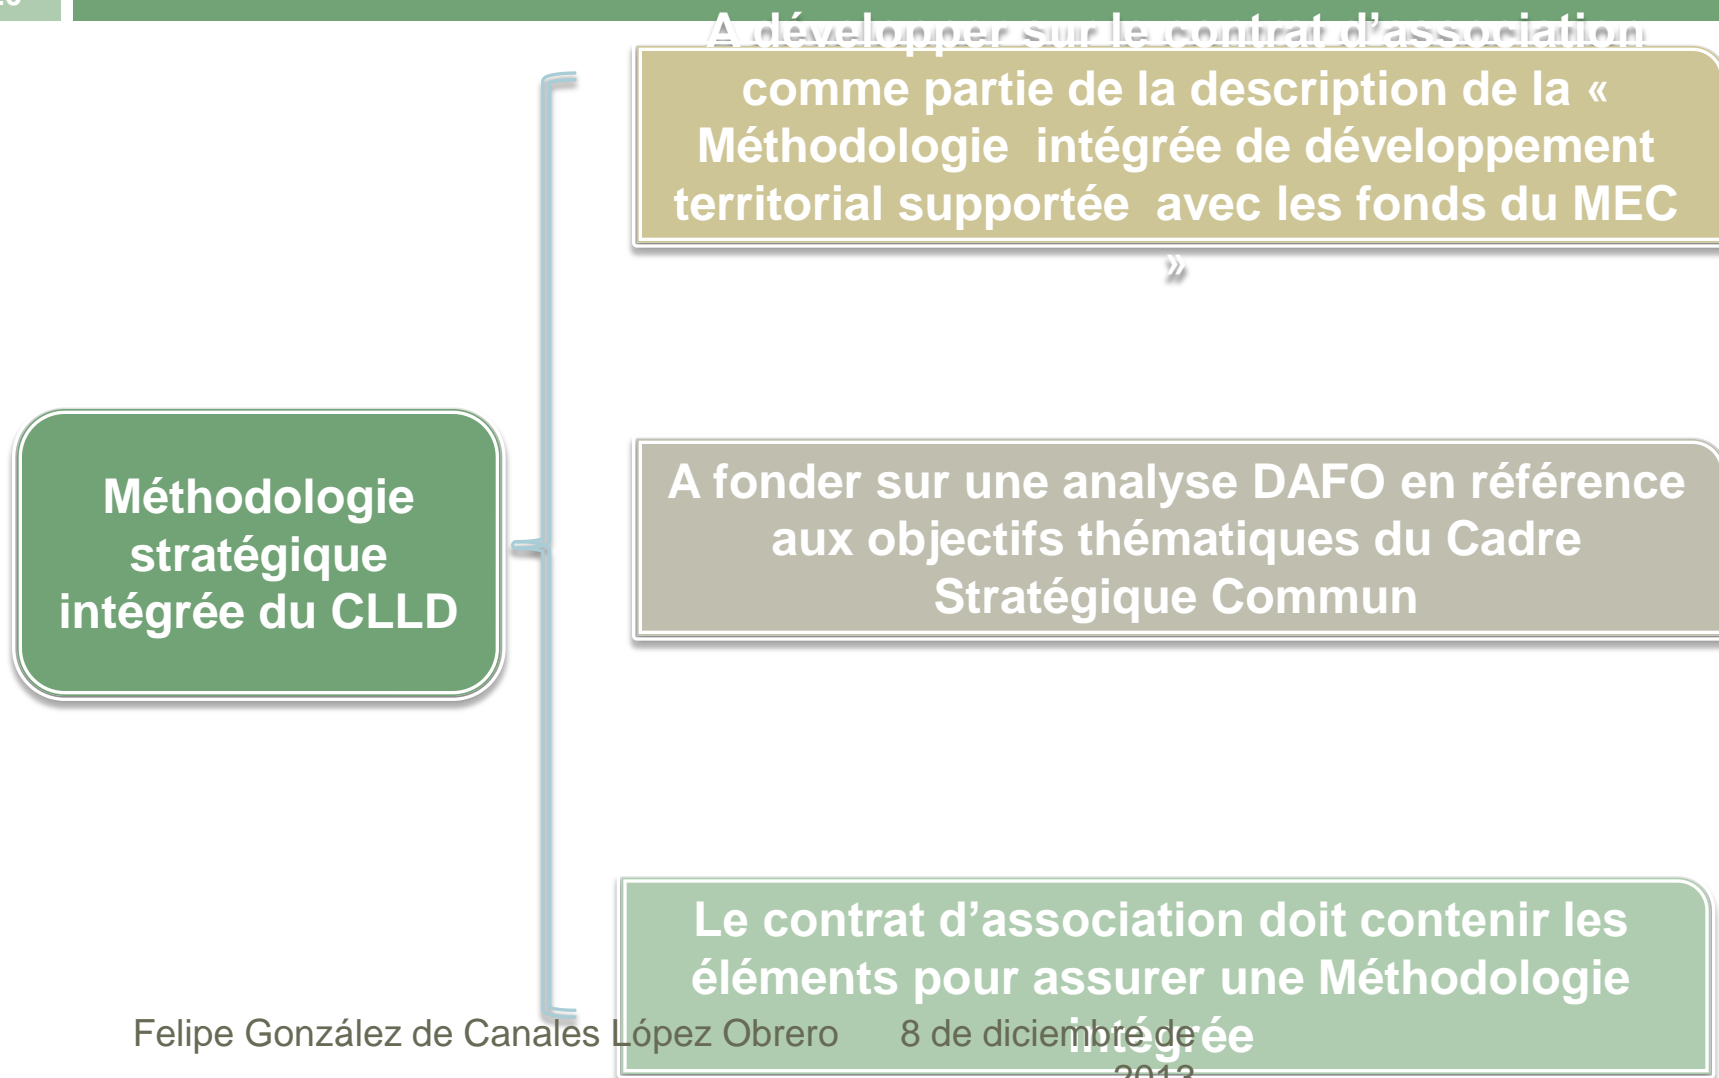 A développer sur le contrat d’association
comme partie de la description de la «
Méthodologie intégrée de développement
territorial supportée avec les fonds du MEC
»
Méthodologie
stratégique
intégrée du CLLD
A fonder sur une analyse DAFO en référence
aux objectifs thématiques du Cadre
Stratégique Commun
Le contrat d’association doit contenir les
éléments pour assurer une Méthodologie
intégrée
Felipe González de Canales López Obrero 8 de diciembre de
2013